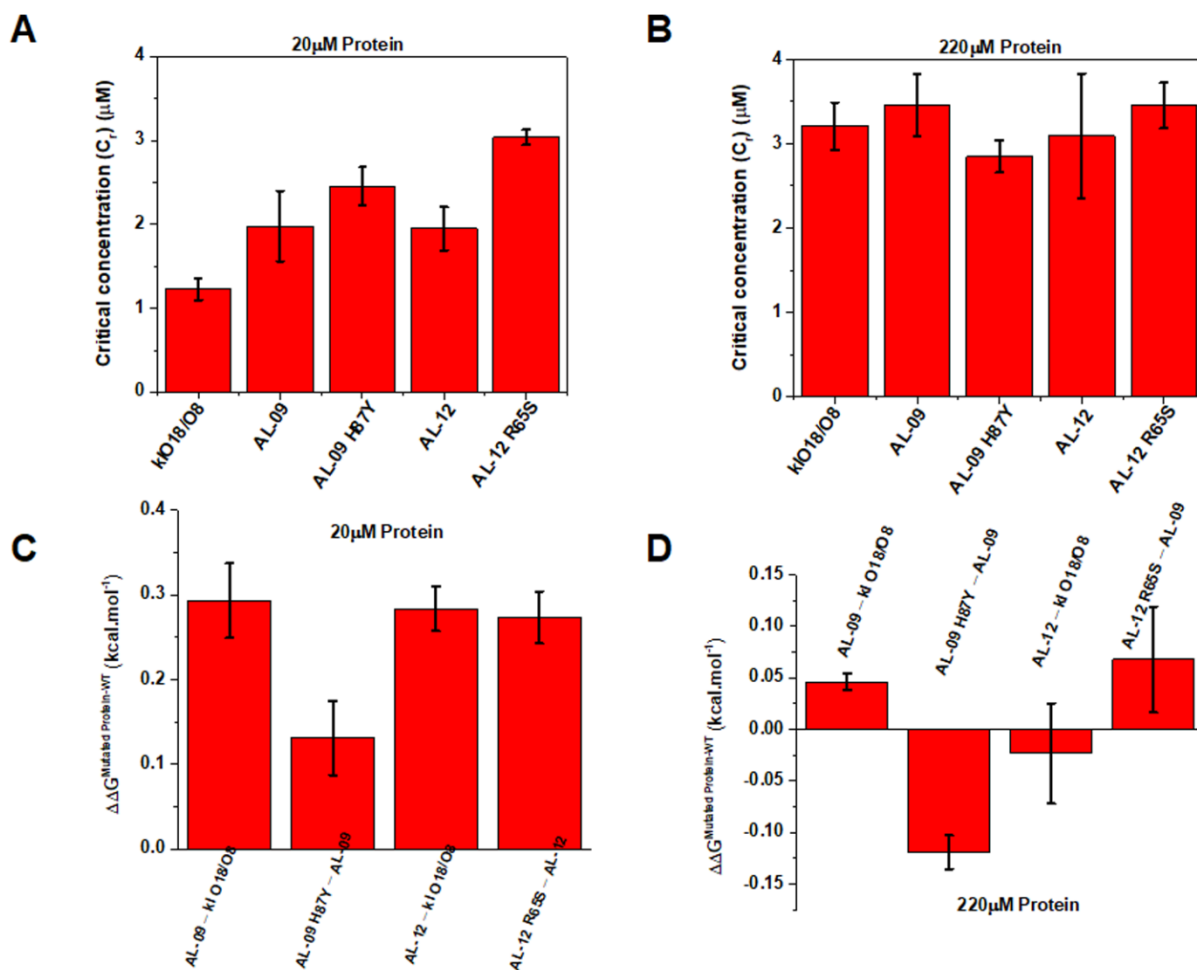 A
20μM Protein
Critical concentration (Cr) (μM)
4
3
2
1
0
kIO18/O8
AL-09
AL-09 H87Y
AL-12
AL-12 R65S
B
220μM Protein
Critical concentration (Cr) (μM)
4
3
2
1
0
kIO18/O8
AL-09
AL-09 H87Y
AL-12
AL-12 R65S
C
20μM Protein
ΔΔG^Mutated Protein-WT (kcal.mol⁻¹)
0.4
0.3
0.2
0.1
0.0
AL-09 – kI O18/O8
AL-09 H87Y – AL-09
AL-12 – kI O18/O8
AL-12 R65S – AL-12
D
ΔΔG^Mutated Protein-WT (kcal.mol⁻¹)
0.15
0.10
0.05
0.00
-0.05
-0.10
-0.15
AL-09 – kI O18/O8
AL-09 H87Y – AL-09
AL-12 – kI O18/O8
AL-12 R65S – AL-09
220μM Protein